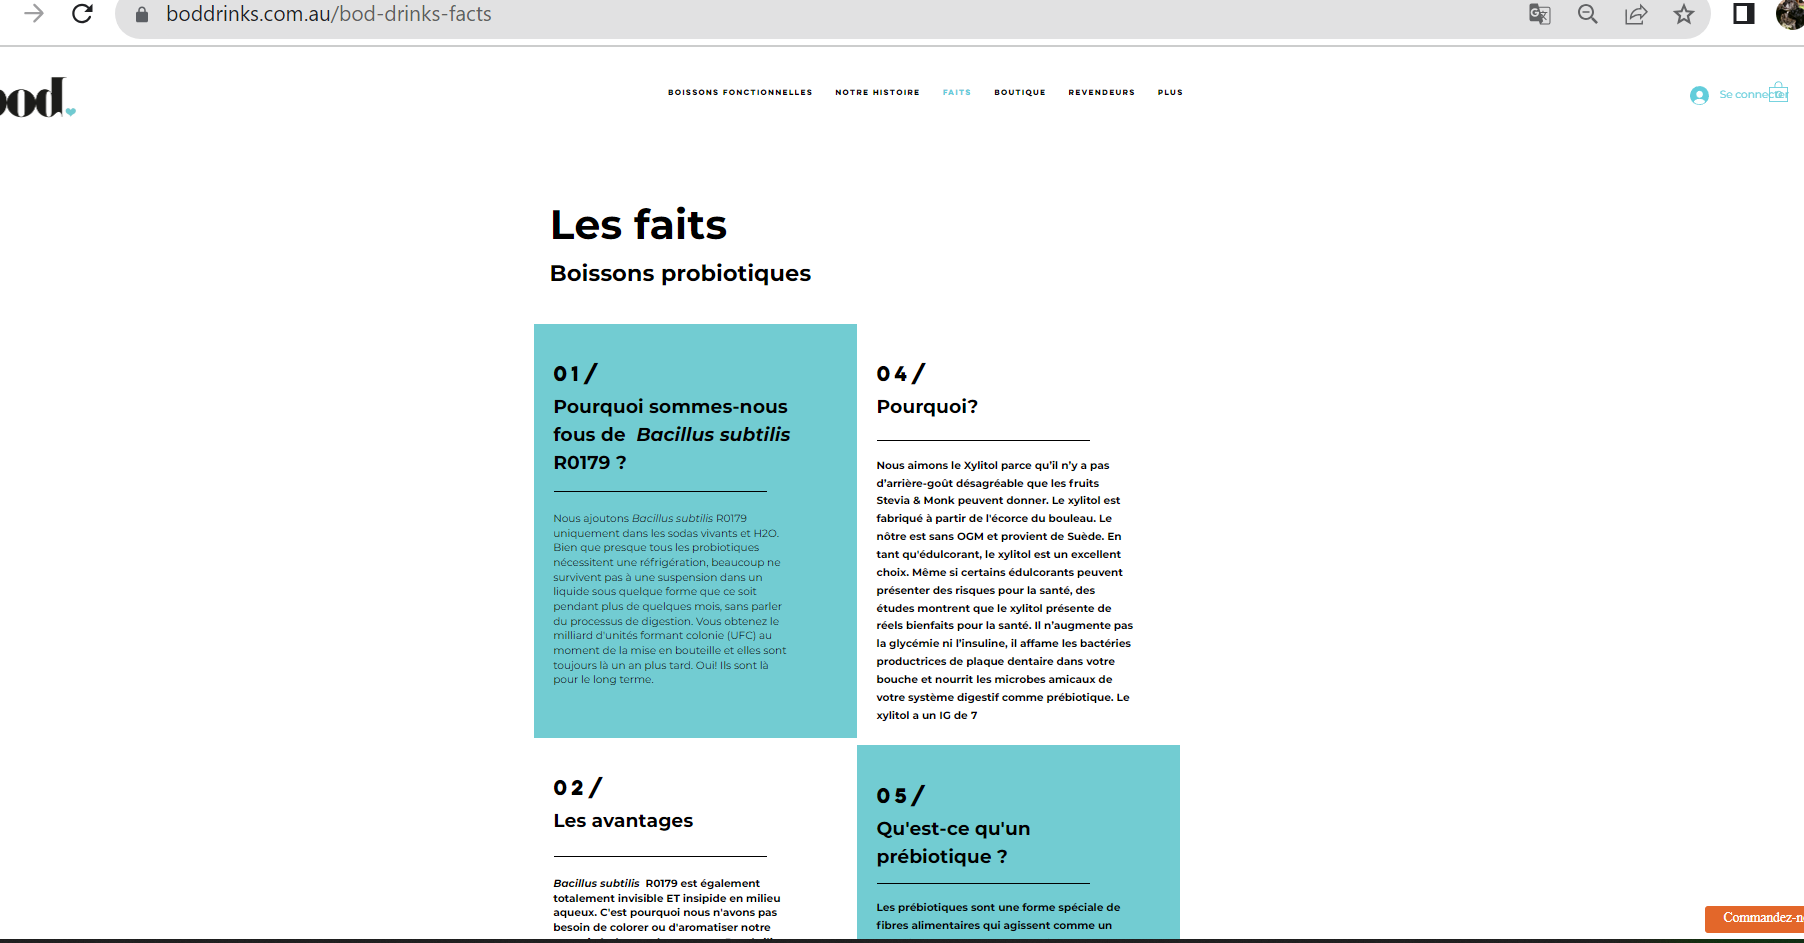 boddrinks.com.au/bod-drinks-facts
bod.
BOISSONS FONCTIONNELLES NOTRE HISTOIRE FAITS BOUTIQUE REVENDEURS PLUS
Se connecter
Les faits
Boissons probiotiques
01/
Pourquoi sommes-nous
fous de Bacillus subtilis
R0179 ?
Nous ajoutons Bacillus subtilis R0179
uniquement dans les sodas vivants et H2O.
Bien que presque tous les probiotiques
nécessitent une réfrigération, beaucoup ne
survivent pas à une suspension dans un
liquide sous quelque forme que ce soit
pendant plus de quelques mois, sans parler
du processus de digestion. Vous obtenez le
milliard d'unités formant colonie (UFC) au
moment de la mise en bouteille et elles sont
toujours là un an plus tard. Oui! Ils sont là
pour le long terme.
04/
Pourquoi?
Nous aimons le Xylitol parce qu'il n'y a pas
d'arrière-goût désagréable que les fruits
Stevia & Monk peuvent donner. Le xylitol est
fabriqué à partir de l'écorce du bouleau. Le
nôtre est sans OGM et provient de Suède. En
tant qu'édulcorant, le xylitol est un excellent
choix. Même si certains édulcorants peuvent
présenter des risques pour la santé, des
études montrent que le xylitol présente de
réels bienfaits pour la santé. Il n'augmente pas
la glycémie ni l'insuline, il affame les bactéries
productrices de plaque dentaire dans votre
bouche et nourrit les microbes amicaux de
votre système digestif comme prébiotique. Le
xylitol a un IG de 7
02/
Les avantages
Bacillus subtilis R0179 est également
totalement invisible ET insipide en milieu
aqueux. C'est pourquoi nous n'avons pas
besoin de colorer ou d'aromatiser notre
05/
Qu'est-ce qu'un
prébiotique ?
Les prébiotiques sont une forme spéciale de
fibres alimentaires qui agissent comme un
Commandez-n